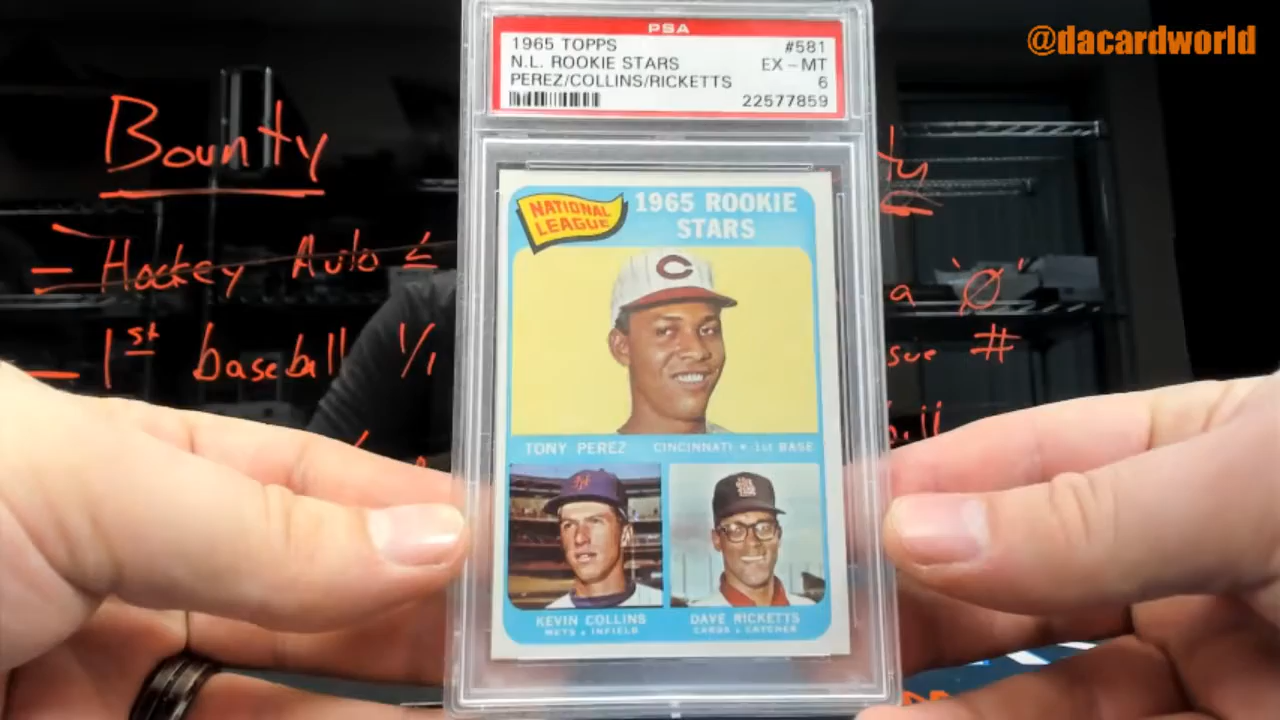 @dacardworld
PSA
1965 TOPPS #581
N.L. ROOKIE STARS EX-MT
PEREZ/COLLINS/RICKETTS 6
22577859
Bounty
- Hockey Auto ≤
- 1st baseball 1/1
a 'Ø'
sue #
NATIONAL LEAGUE
1965 ROOKIE
STARS
C
TONY PEREZ CINCINNATI • 1st BASE
KEVIN COLLINS
METS • INFIELD
DAVE RICKETTS
CARDS • CATCHER